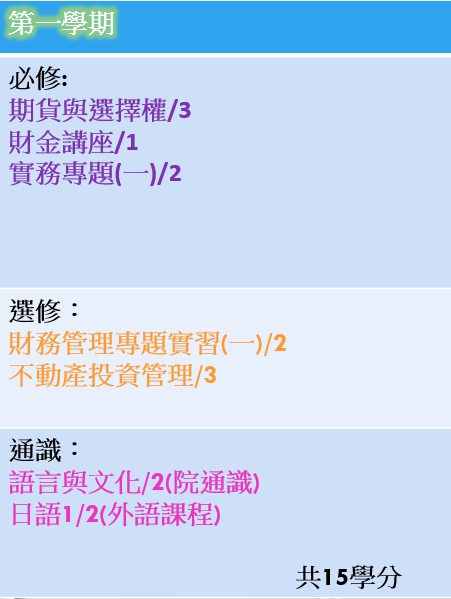 第一學期
必修:
期貨與選擇權/3
財金講座/1
實務專題(一)/2
選修：
財務管理專題實習(一)/2
不動產投資管理/3
通識：
語言與文化/2(院通識)
日語1/2(外語課程)
共15學分